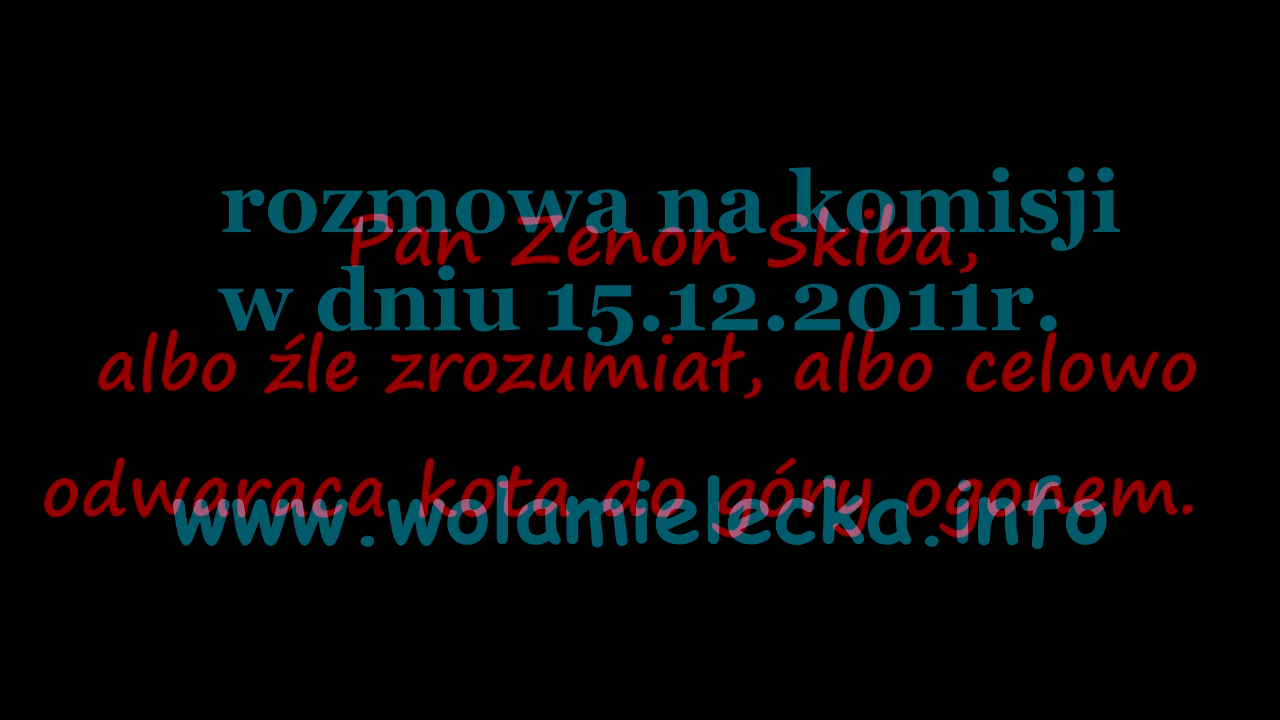 rozmowa na komisji
Pan Zenon Skiba,
w dniu 15.12.2011r.
albo źle zrozumiał, albo celowo
odwaraca kota do góry ogonem.
www.wolamielecka.info